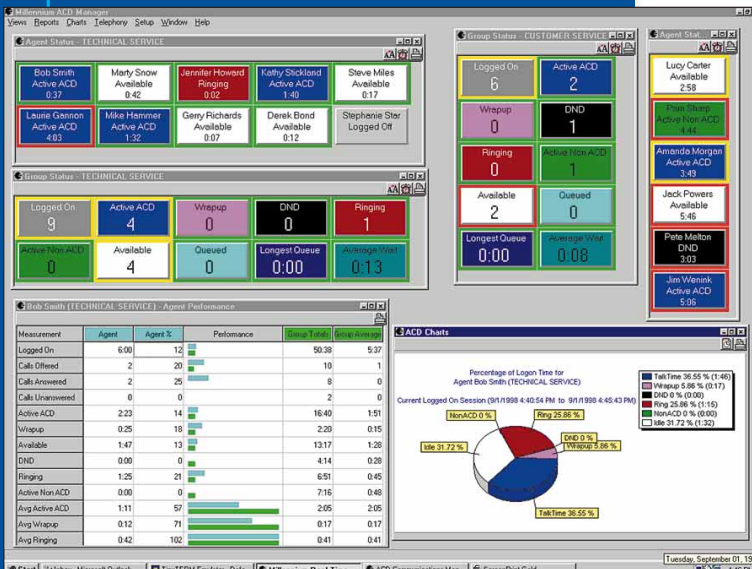 Millennium ACD Manager
Views Reports Charts Telephony Setup Window Help
Agent Status - TECHNICAL SERVICE
Bob Smith
Active ACD
0:37
Marty Snow
Available
0:42
Jennifer Howard
Ringing
0:02
Kathy Stickland
Active ACD
1:40
Steve Miles
Available
0:17
Laurie Gannon
Active ACD
4:03
Mike Hammer
Active ACD
1:32
Gerry Richards
Available
0:07
Derek Bond
Available
0:12
Stephanie Star
Logged Off
Group Status - TECHNICAL SERVICE
Logged On
9
Active ACD
4
Wrapup
0
DND
0
Ringing
1
Active Non ACD
0
Available
4
Queued
0
Longest Queue
0:00
Average Wait
0:13
Group Status - CUSTOMER SERVICE
Logged On
6
Active ACD
2
Wrapup
0
DND
1
Ringing
0
Active Non ACD
1
Available
2
Queued
0
Longest Queue
0:00
Average Wait
0:08
Agent Stat...
Lucy Carter
Available
2:58
Pam Sharp
Active Non ACD
4:44
Amanda Morgan
Active ACD
3:49
Jack Powers
Available
5:46
Pete Melton
DND
3:03
Jim Wenink
Active ACD
5:06
Bob Smith (TECHNICAL SERVICE) - Agent Performance
Measurement Agent Agent % Performance Group Totals Group Average
Logged On 6:00 12 50:38 5:37
Calls Offered 2 20 10 1
Calls Answered 2 25 8 0
Calls Unanswered 0 0 2 0
Active ACD 2:23 14 16:40 1:51
Wrapup 0:25 18 2:20 0:15
Available 1:47 13 13:17 1:28
DND 0:00 0 4:14 0:28
Ringing 1:25 21 6:51 0:45
Active Non ACD 0:00 0 7:16 0:48
Avg Active ACD 1:11 57 2:05 2:05
Avg Wrapup 0:12 71 0:17 0:17
Avg Ringing 0:42 102 0:41 0:41
ACD Charts
Percentage of Logon Time for
Agent Bob Smith (TECHNICAL SERVICE)
Current Logged On Session (9/1/1998 4:40:54 PM to 9/1/1998 4:45:43 PM)
NonACD 0 %
Ring 25.86 %
DND 0 %
Wrapup 5.86 %
Idle 31.72 %
TalkTime 36.55 %
TalkTime 36.55 % (1:46)
Wrapup 5.86 % (0:17)
DND 0 % (0:00)
Ring 25.86 % (1:15)
NonACD 0 % (0:00)
Idle 31.72 % (1:32)
Tuesday, September 01, 19